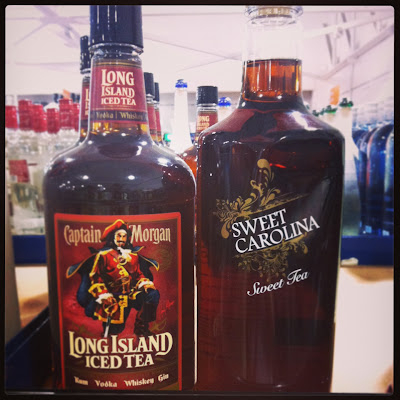 LONG
ISLAND
ICED TEA
Vodka | Whiskey
Captain Morgan
LONG ISLAND
ICED TEA
Rum Vodka Whiskey Gin
SWEET
CAROLINA
Sweet Tea